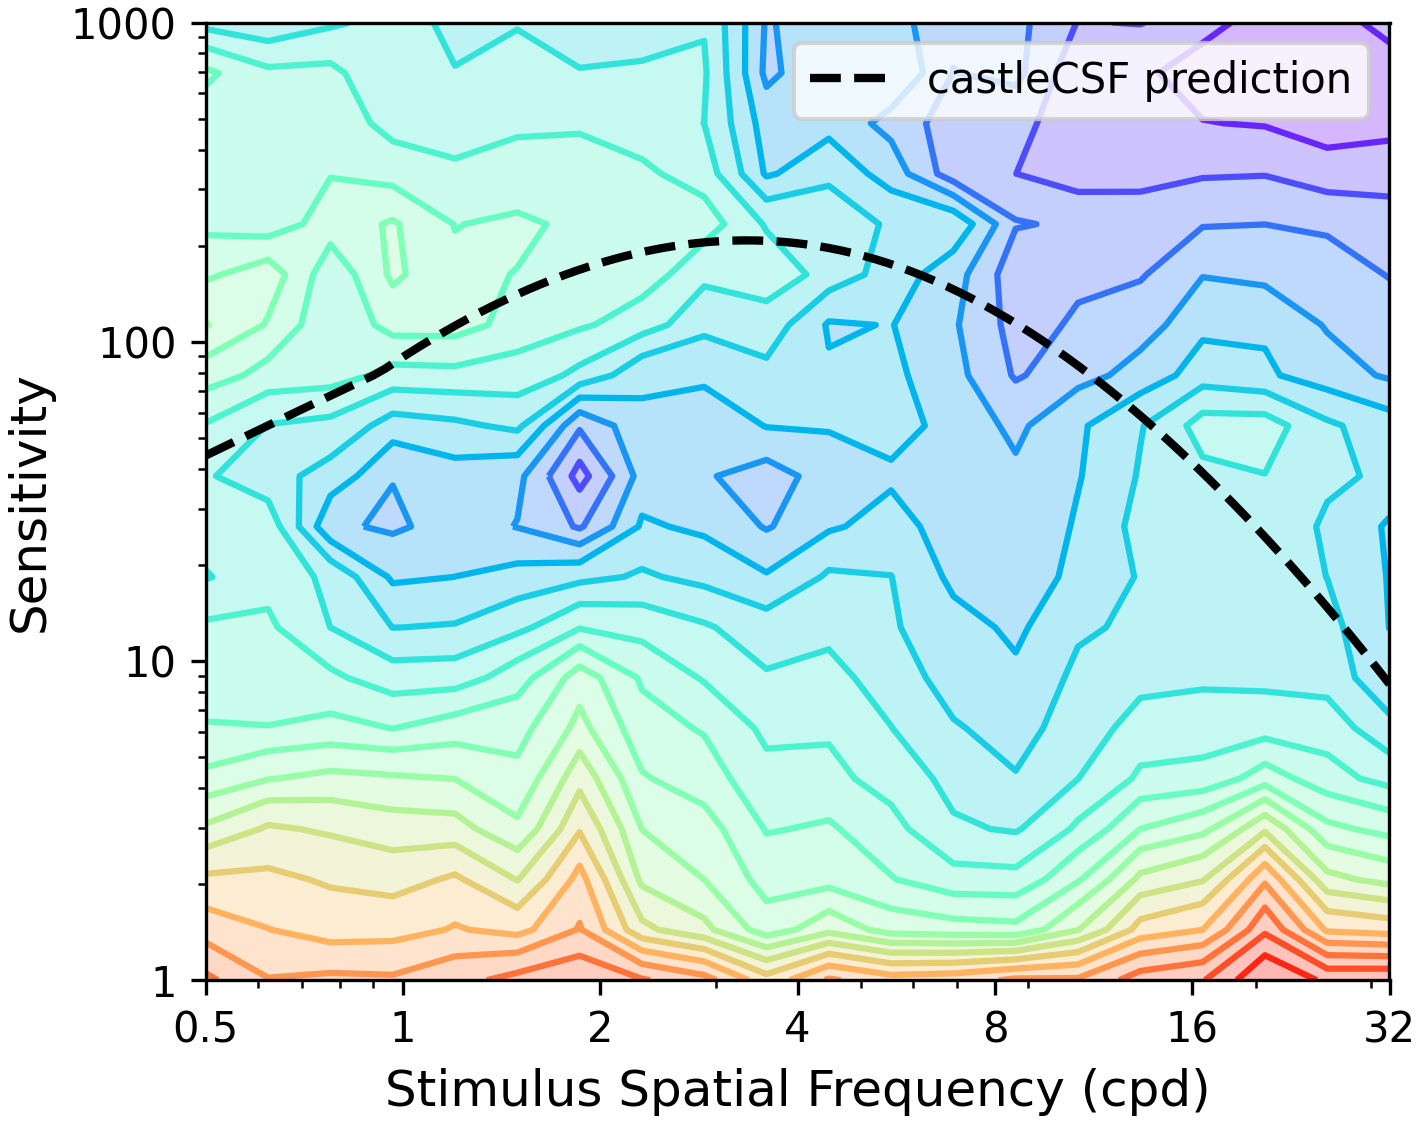 1000
100
10
1
Sensitivity
castleCSF prediction
0.5 1 2 4 8 16 32
Stimulus Spatial Frequency (cpd)